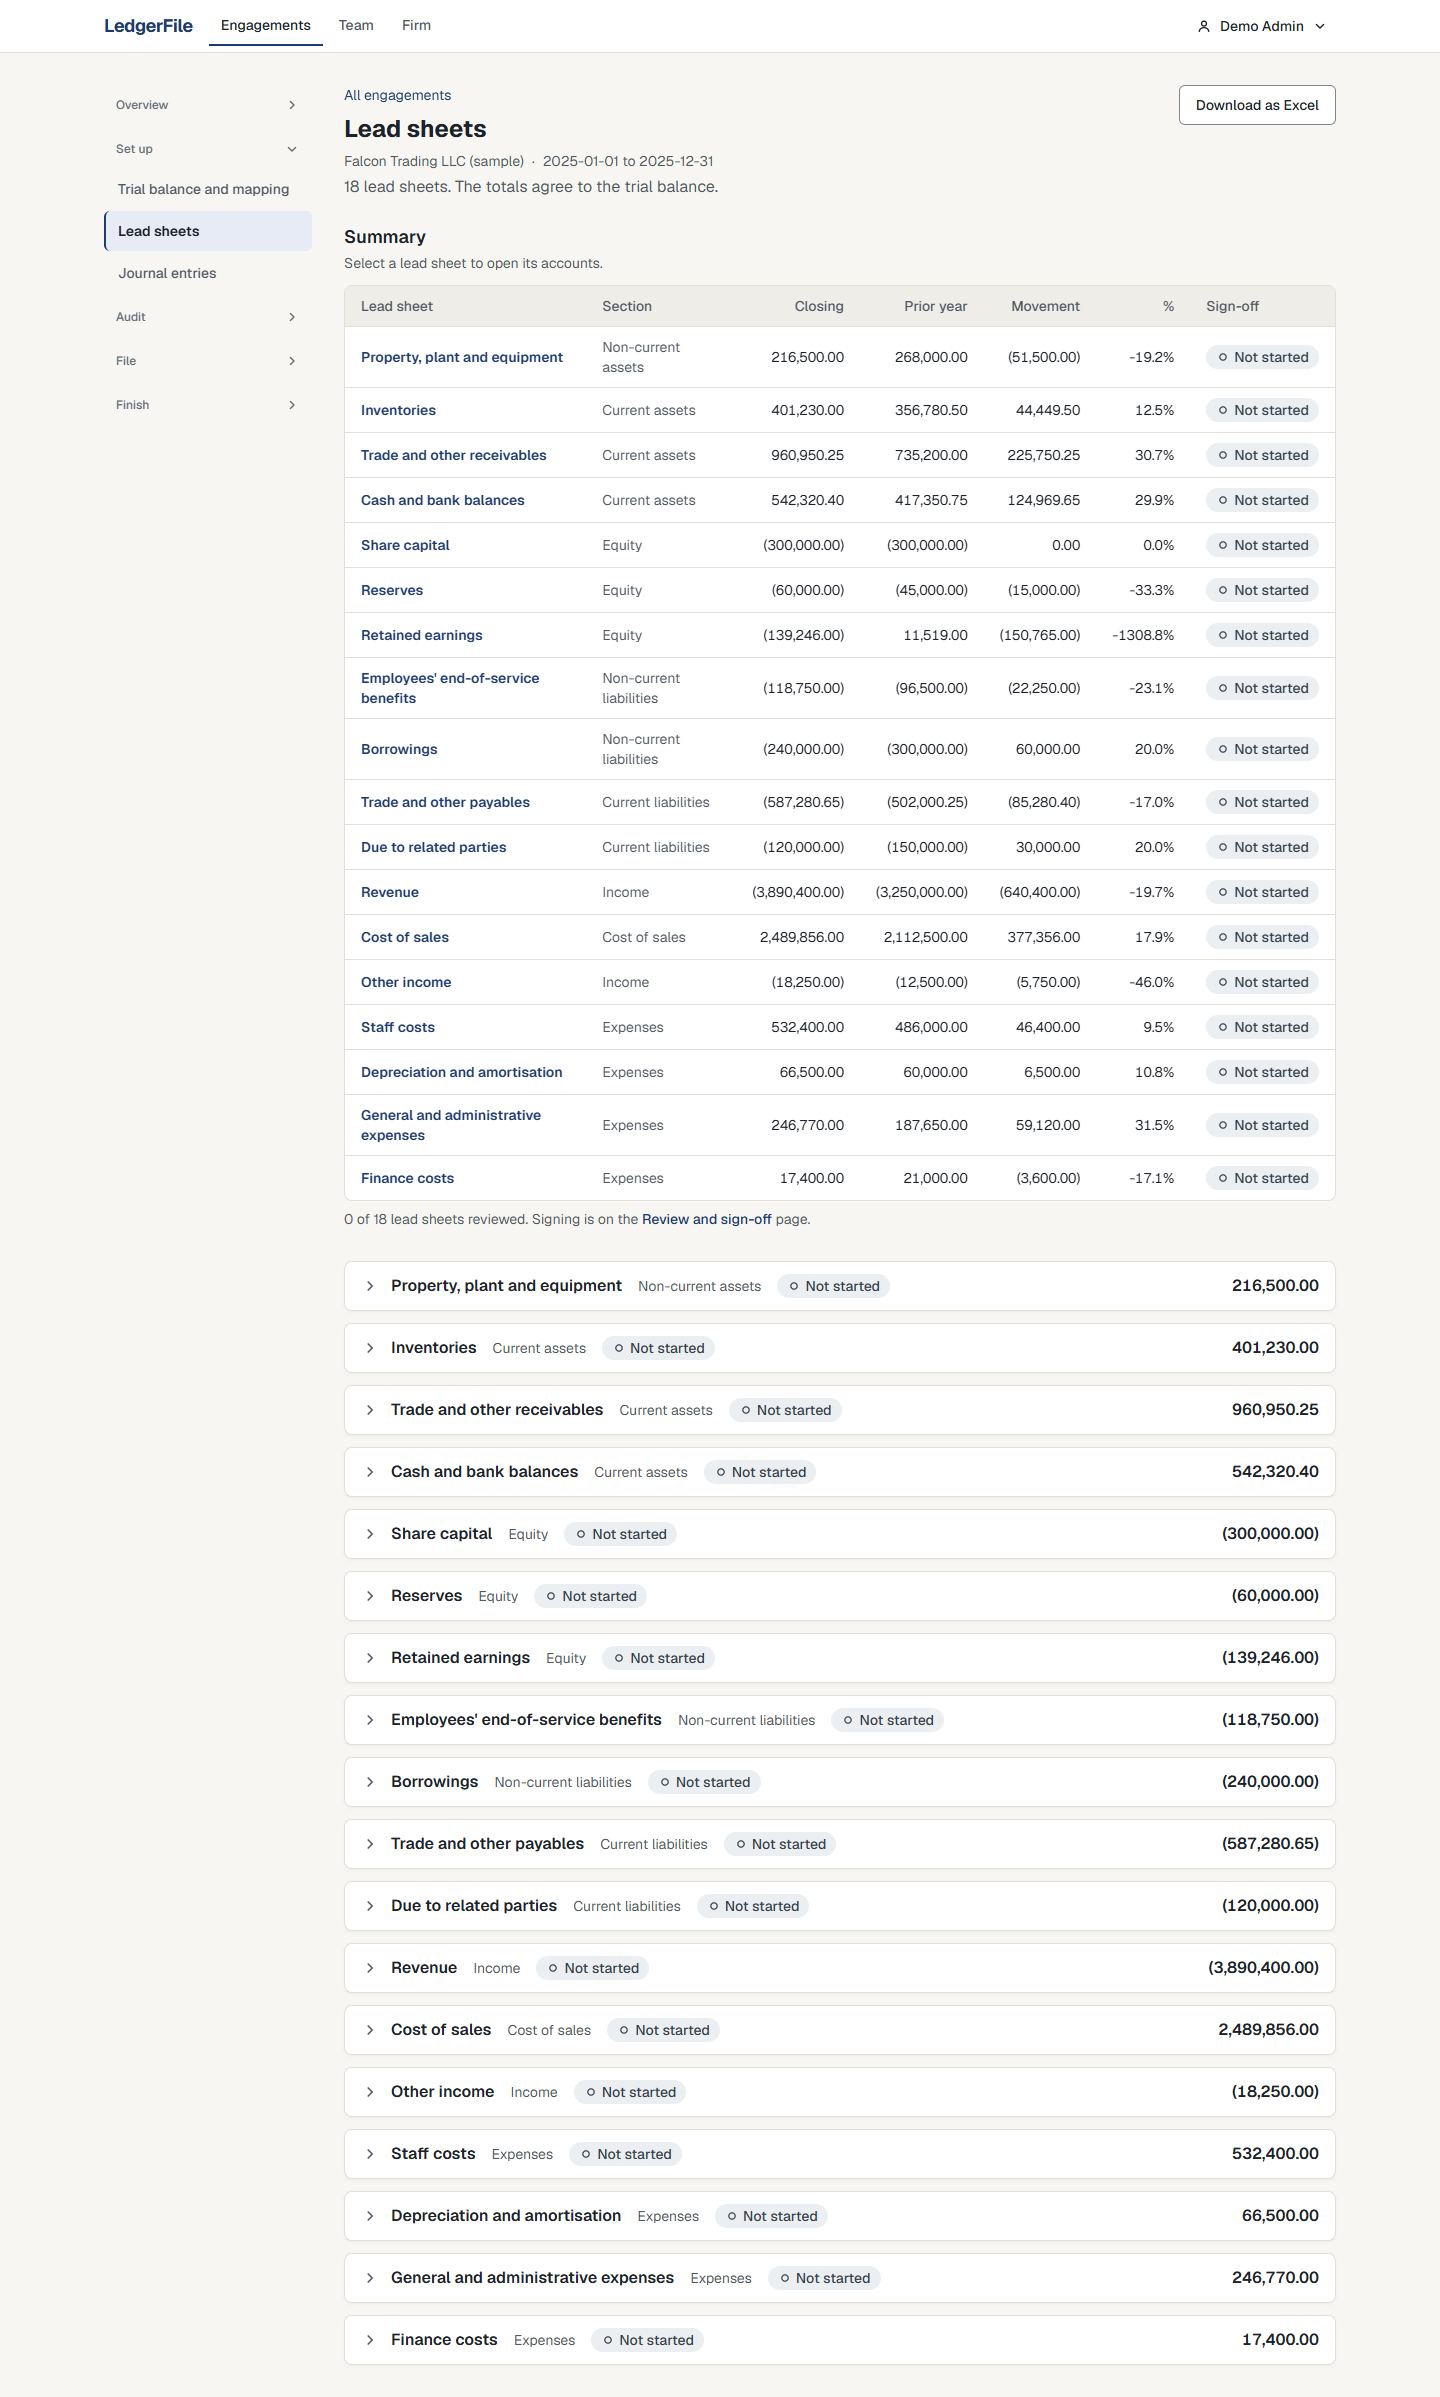 LedgerFile Engagements Team Firm Demo Admin
Overview
Set up
Trial balance and mapping
Lead sheets
Journal entries
Audit
File
Finish
All engagements
Download as Excel
Lead sheets
Falcon Trading LLC (sample) · 2025-01-01 to 2025-12-31
18 lead sheets. The totals agree to the trial balance.
Summary
Select a lead sheet to open its accounts.
Lead sheet Section Closing Prior year Movement % Sign-off
Property, plant and equipment Non-current assets 216,500.00 268,000.00 (51,500.00) -19.2% Not started
Inventories Current assets 401,230.00 356,780.50 44,449.50 12.5% Not started
Trade and other receivables Current assets 960,950.25 735,200.00 225,750.25 30.7% Not started
Cash and bank balances Current assets 542,320.40 417,350.75 124,969.65 29.9% Not started
Share capital Equity (300,000.00) (300,000.00) 0.00 0.0% Not started
Reserves Equity (60,000.00) (45,000.00) (15,000.00) -33.3% Not started
Retained earnings Equity (139,246.00) 11,519.00 (150,765.00) -1308.8% Not started
Employees' end-of-service benefits Non-current liabilities (118,750.00) (96,500.00) (22,250.00) -23.1% Not started
Borrowings Non-current liabilities (240,000.00) (300,000.00) 60,000.00 20.0% Not started
Trade and other payables Current liabilities (587,280.65) (502,000.25) (85,280.40) -17.0% Not started
Due to related parties Current liabilities (120,000.00) (150,000.00) 30,000.00 20.0% Not started
Revenue Income (3,890,400.00) (3,250,000.00) (640,400.00) -19.7% Not started
Cost of sales Cost of sales 2,489,856.00 2,112,500.00 377,356.00 17.9% Not started
Other income Income (18,250.00) (12,500.00) (5,750.00) -46.0% Not started
Staff costs Expenses 532,400.00 486,000.00 46,400.00 9.5% Not started
Depreciation and amortisation Expenses 66,500.00 60,000.00 6,500.00 10.8% Not started
General and administrative expenses Expenses 246,770.00 187,650.00 59,120.00 31.5% Not started
Finance costs Expenses 17,400.00 21,000.00 (3,600.00) -17.1% Not started
0 of 18 lead sheets reviewed. Signing is on the Review and sign-off page.
Property, plant and equipment Non-current assets Not started 216,500.00
Inventories Current assets Not started 401,230.00
Trade and other receivables Current assets Not started 960,950.25
Cash and bank balances Current assets Not started 542,320.40
Share capital Equity Not started (300,000.00)
Reserves Equity Not started (60,000.00)
Retained earnings Equity Not started (139,246.00)
Employees' end-of-service benefits Non-current liabilities Not started (118,750.00)
Borrowings Non-current liabilities Not started (240,000.00)
Trade and other payables Current liabilities Not started (587,280.65)
Due to related parties Current liabilities Not started (120,000.00)
Revenue Income Not started (3,890,400.00)
Cost of sales Cost of sales Not started 2,489,856.00
Other income Income Not started (18,250.00)
Staff costs Expenses Not started 532,400.00
Depreciation and amortisation Expenses Not started 66,500.00
General and administrative expenses Expenses Not started 246,770.00
Finance costs Expenses Not started 17,400.00